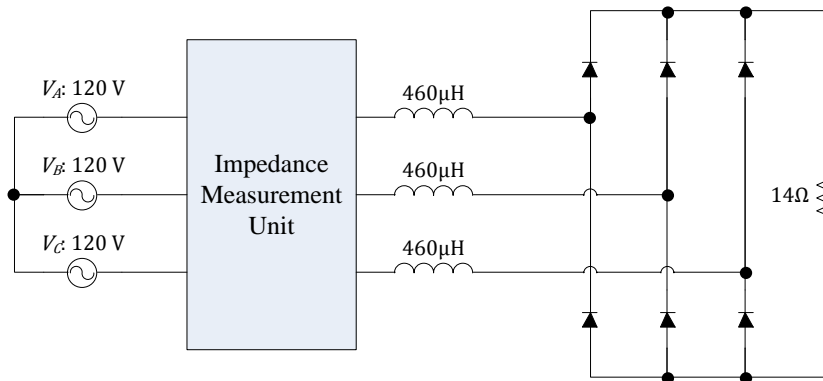 V_A: 120 V
V_B: 120 V
V_C: 120 V
Impedance
Measurement
Unit
460μH
460μH
460μH
14Ω